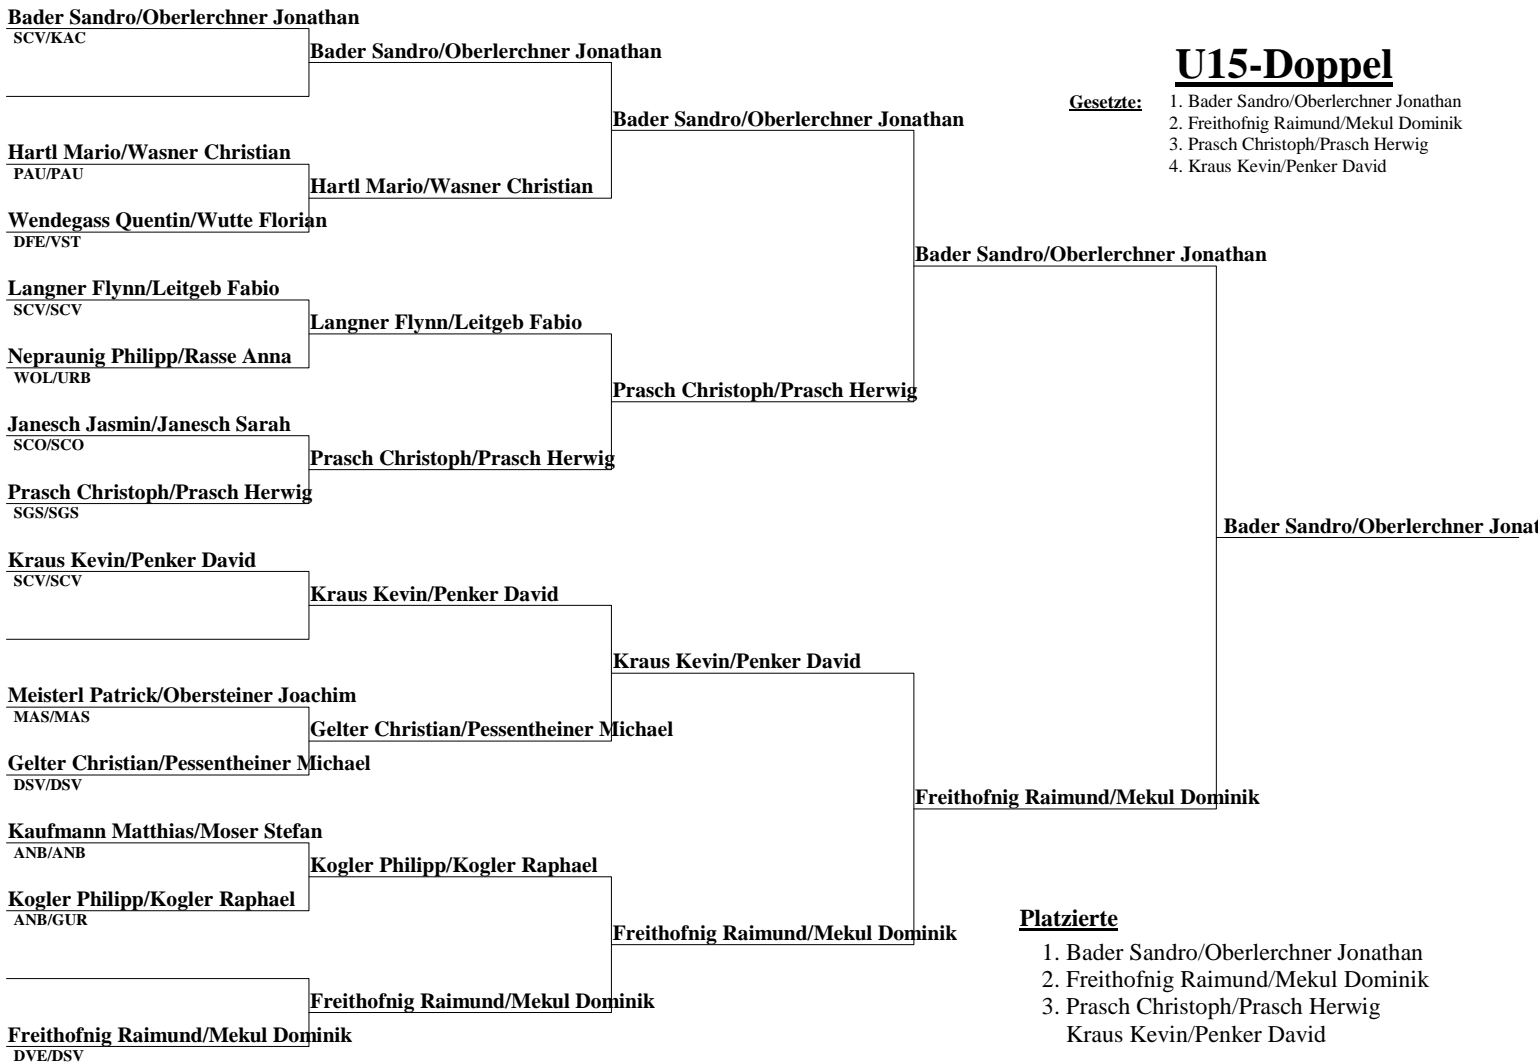 Bader Sandro/Oberlerchner Jonathan
SCV/KAC
Hartl Mario/Wasner Christian
PAU/PAU
Wendegass Quentin/Wutte Florian
DFE/VST
Langner Flynn/Leitgeb Fabio
SCV/SCV
Nepraunig Philipp/Rasse Anna
WOL/URB
Janesch Jasmin/Janesch Sarah
SCO/SCO
Prasch Christoph/Prasch Herwig
SGS/SGS
Kraus Kevin/Penker David
SCV/SCV
Meisterl Patrick/Obersteiner Joachim
MAS/MAS
Gelter Christian/Pessentheiner Michael
DSV/DSV
Kaufmann Matthias/Moser Stefan
ANB/ANB
Kogler Philipp/Kogler Raphael
ANB/GUR
Freithofnig Raimund/Mekul Dominik
DVE/DSV
Bader Sandro/Oberlerchner Jonathan
Hartl Mario/Wasner Christian
Langner Flynn/Leitgeb Fabio
Prasch Christoph/Prasch Herwig
Kraus Kevin/Penker David
Gelter Christian/Pessentheiner Michael
Kogler Philipp/Kogler Raphael
Freithofnig Raimund/Mekul Dominik
Bader Sandro/Oberlerchner Jonathan
Prasch Christoph/Prasch Herwig
Kraus Kevin/Penker David
Freithofnig Raimund/Mekul Dominik
Bader Sandro/Oberlerchner Jonathan
Freithofnig Raimund/Mekul Dominik
Bader Sandro/Oberlerchner Jonat
U15-Doppel
Gesetzte: 1. Bader Sandro/Oberlerchner Jonathan
2. Freithofnig Raimund/Mekul Dominik
3. Prasch Christoph/Prasch Herwig
4. Kraus Kevin/Penker David
Platzierte
1. Bader Sandro/Oberlerchner Jonathan
2. Freithofnig Raimund/Mekul Dominik
3. Prasch Christoph/Prasch Herwig
Kraus Kevin/Penker David